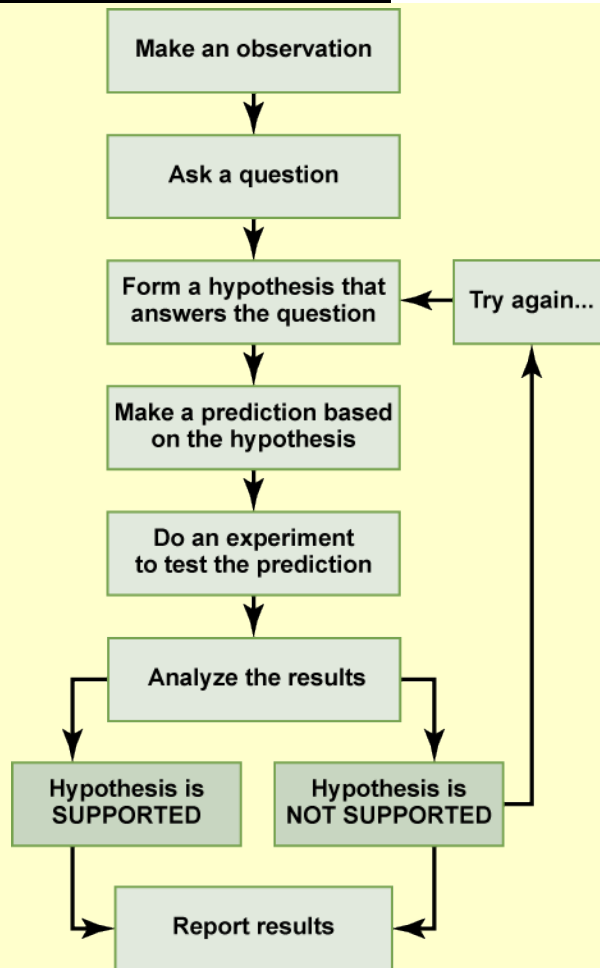 Make an observation
Ask a question
Form a hypothesis that
answers the question
Try again...
Make a prediction based
on the hypothesis
Do an experiment
to test the prediction
Analyze the results
Hypothesis is
SUPPORTED
Hypothesis is
NOT SUPPORTED
Report results